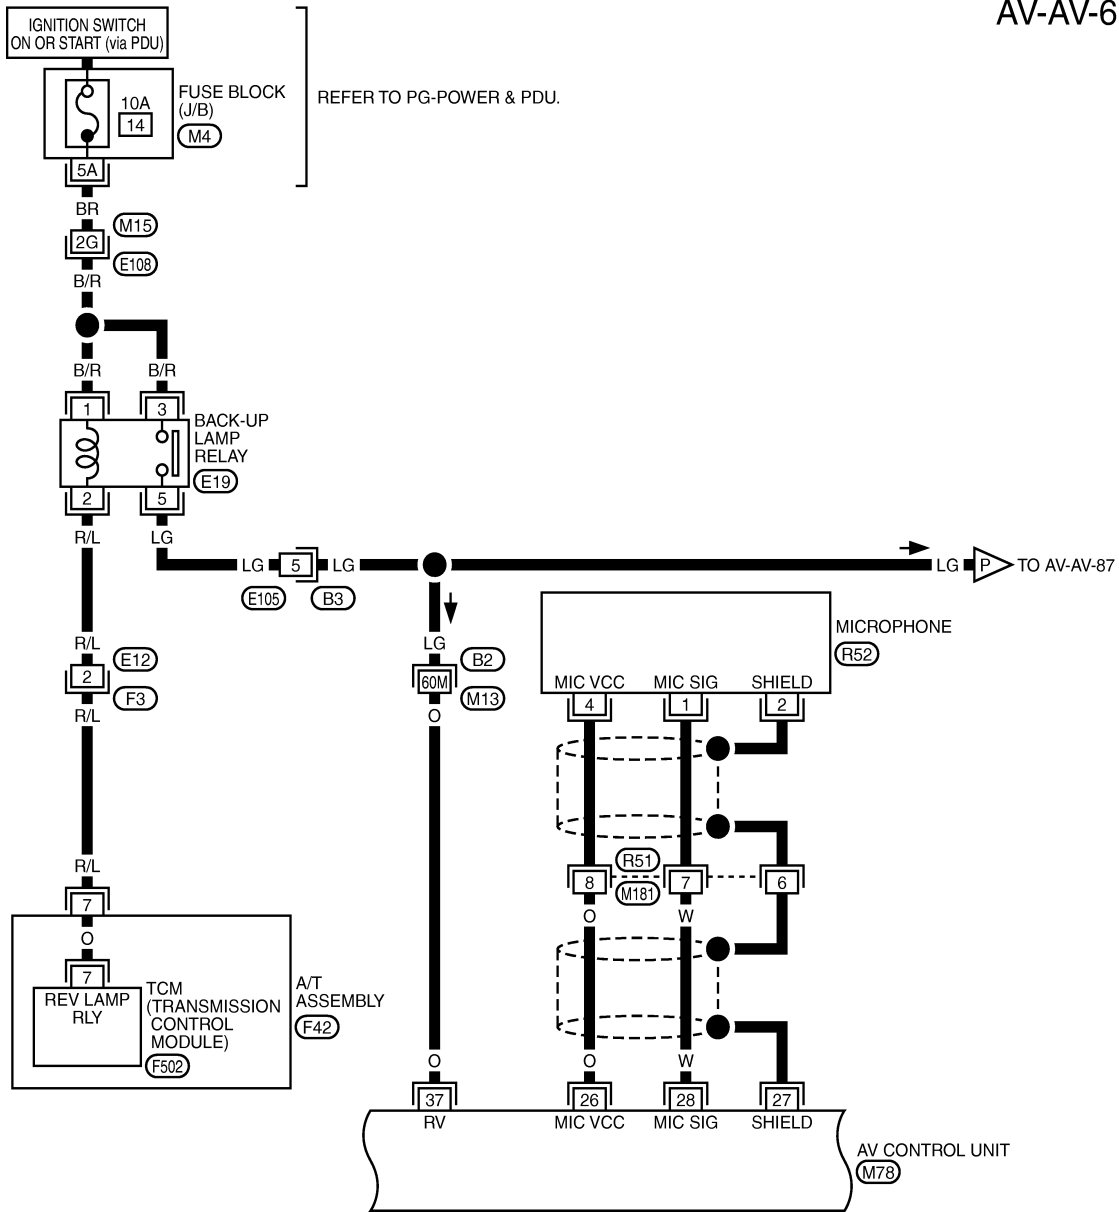 AV-AV-6
IGNITION SWITCH
ON OR START (via PDU)
FUSE BLOCK
(J/B)
10A
14
M4
REFER TO PG-POWER & PDU.
5A
BR
M15
2G
E108
B/R
B/R
B/R
1
3
BACK-UP
LAMP
RELAY
E19
2
5
R/L
LG
LG
5
LG
LG
P
TO AV-AV-87
E105
B3
LG
B2
60M
M13
O
R/L
E12
2
F3
R/L
MICROPHONE
R52
MIC VCC
MIC SIG
SHIELD
4
1
2
R51
8
7
6
M181
O
W
R/L
7
O
7
REV LAMP
RLY
TCM
(TRANSMISSION
CONTROL
MODULE)
F502
A/T
ASSEMBLY
F42
O
O
W
37
26
28
27
RV
MIC VCC
MIC SIG
SHIELD
AV CONTROL UNIT
M78